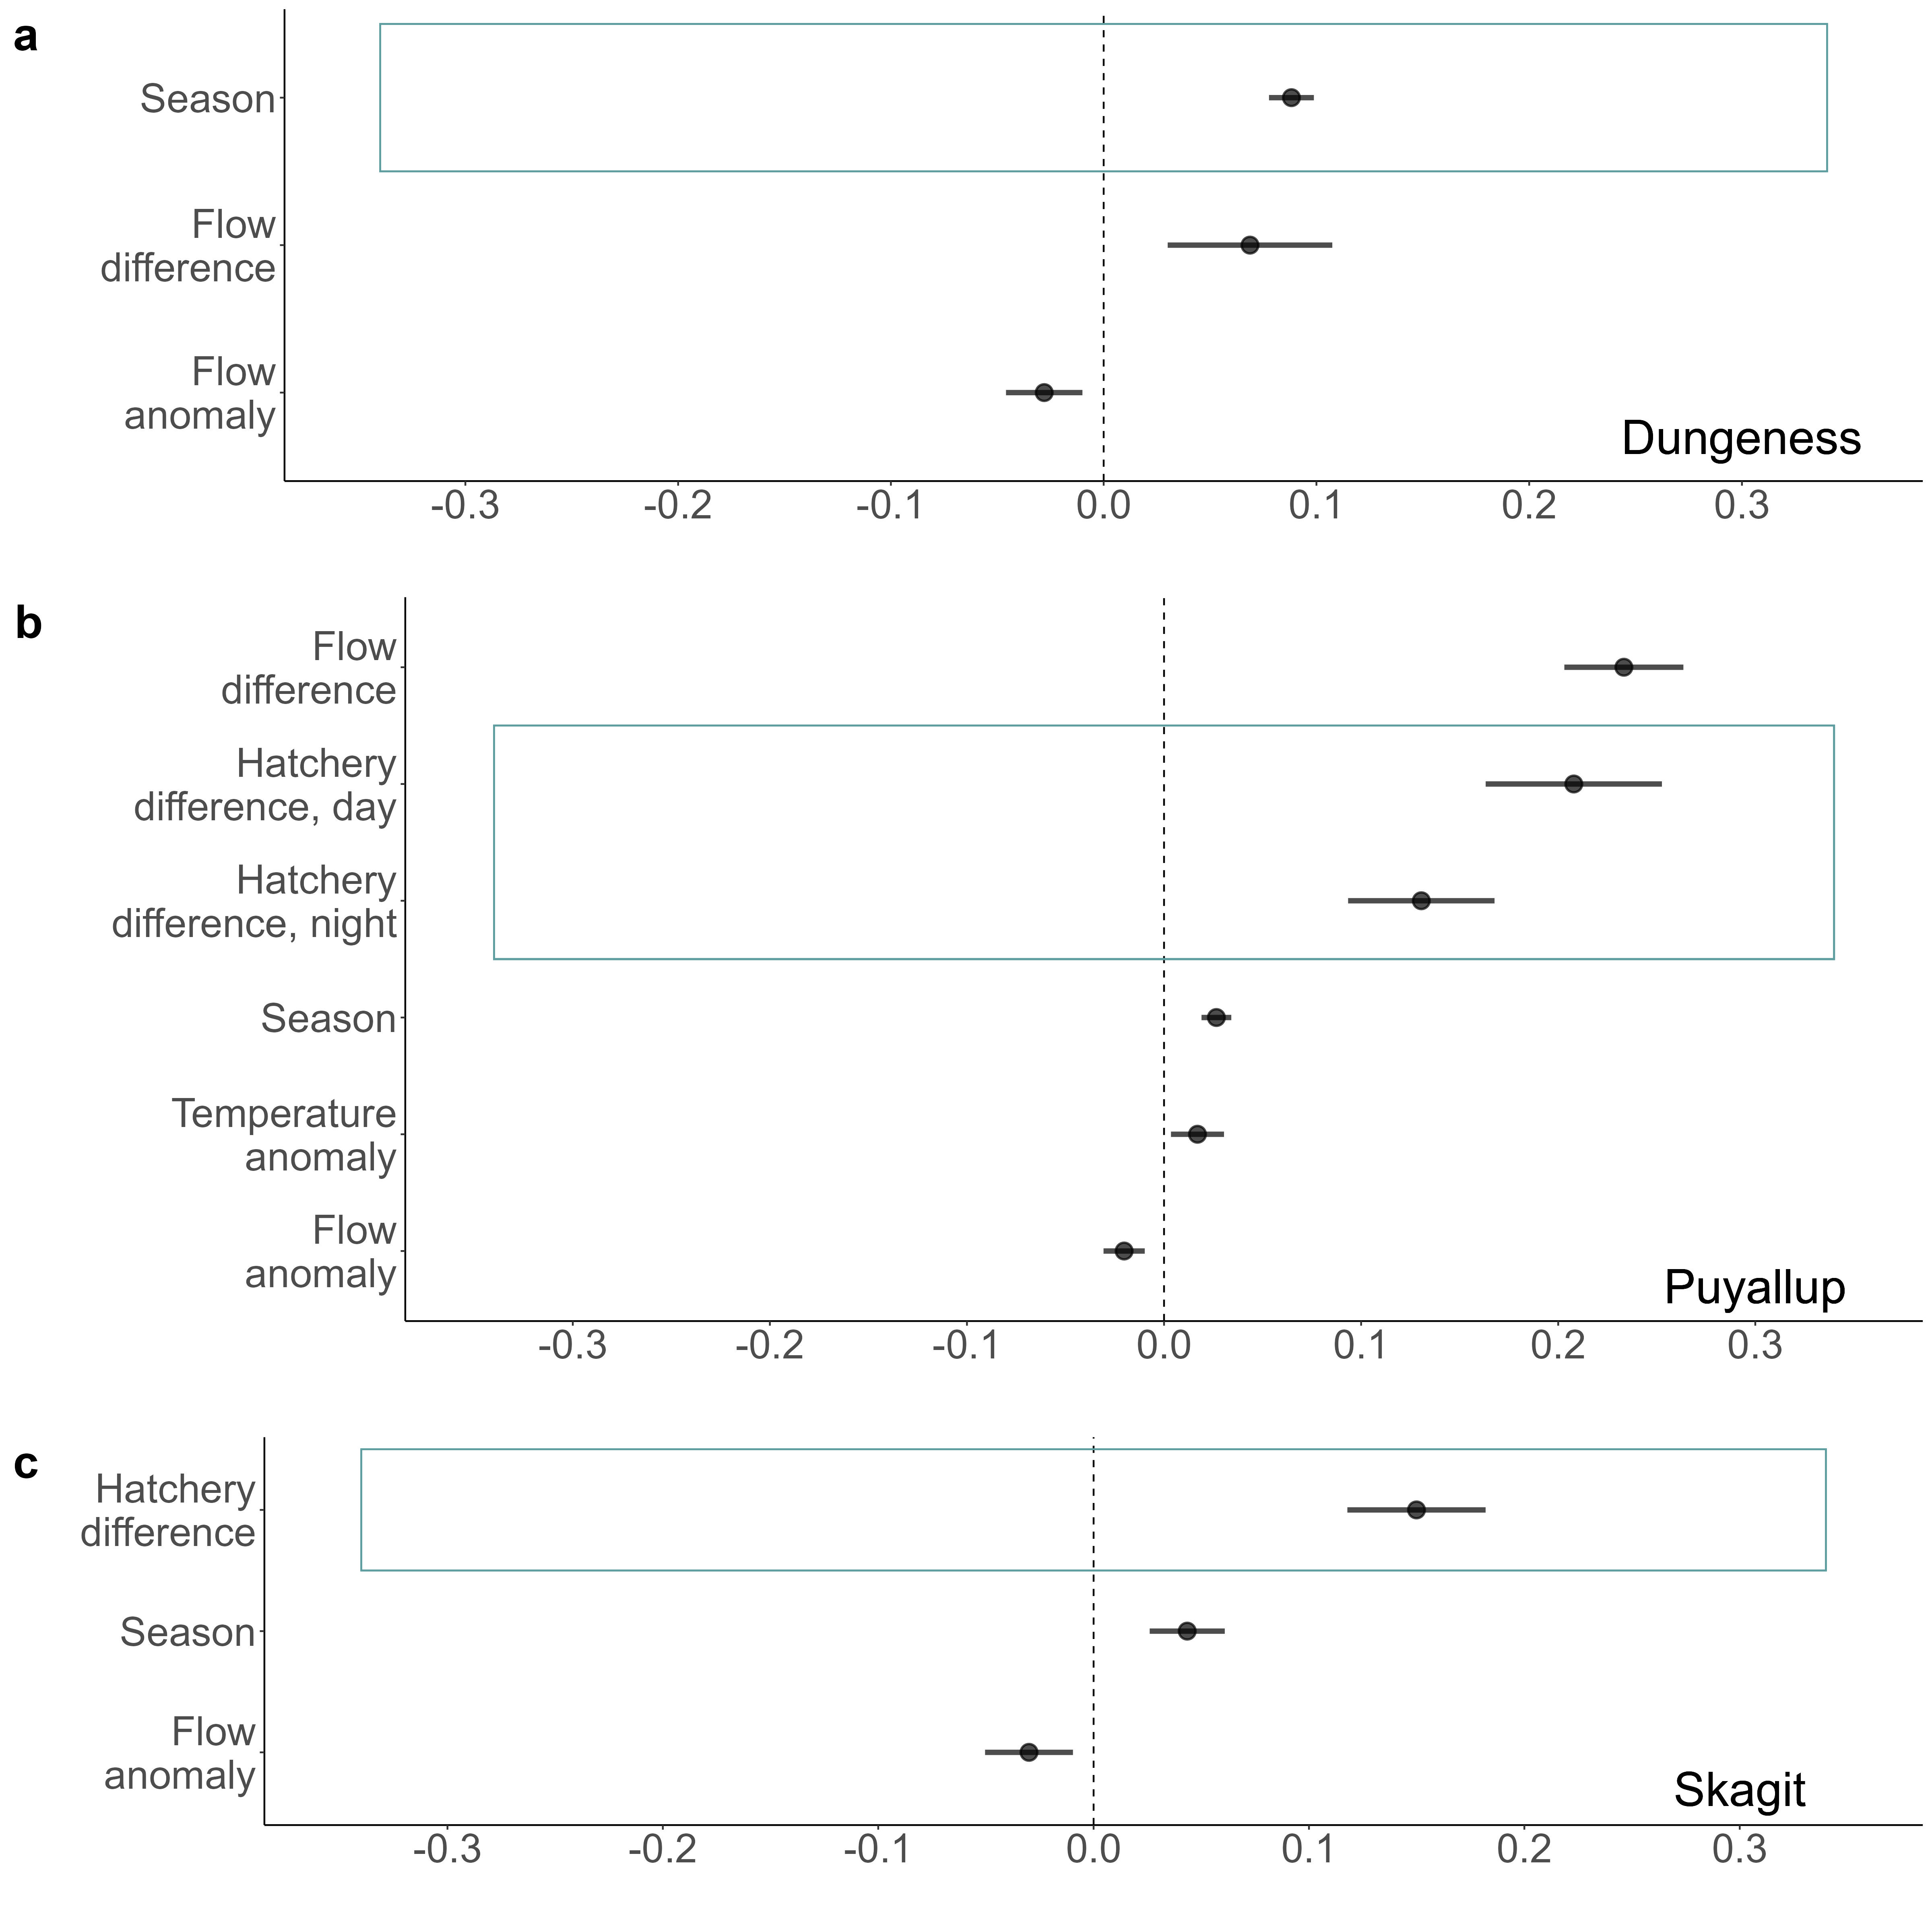 a
Season
Flow
difference
Flow
anomaly
Dungeness
-0.3 -0.2 -0.1 0.0 0.1 0.2 0.3
b
Flow
difference
Hatchery
difference, day
Hatchery
difference, night
Season
Temperature
anomaly
Flow
anomaly
Puyallup
-0.3 -0.2 -0.1 0.0 0.1 0.2 0.3
c
Hatchery
difference
Season
Flow
anomaly
Skagit
-0.3 -0.2 -0.1 0.0 0.1 0.2 0.3